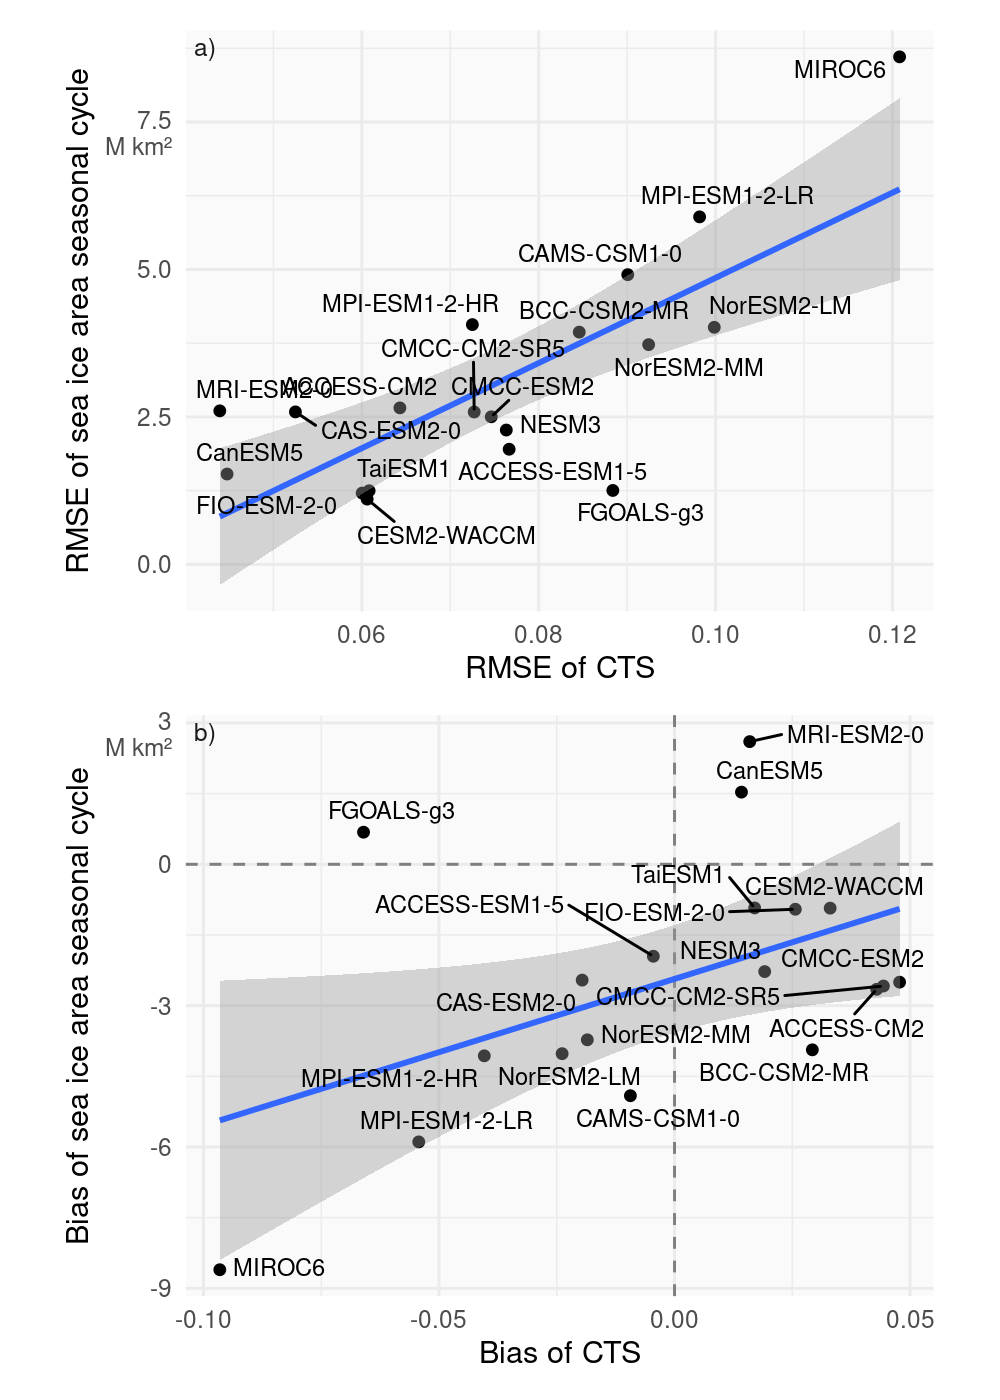 a)
RMSE of sea ice area seasonal cycle
7.5
M km²
5.0
2.5
0.0
MIROC6
MPI-ESM1-2-LR
CAMS-CSM1-0
MPI-ESM1-2-HR
BCC-CSM2-MR
NorESM2-LM
CMCC-CM2-SR5
NorESM2-MM
MRI-ESM2-0
ACCESS-CM2
CMCC-ESM2
CAS-ESM2-0
NESM3
CanESM5
TaiESM1
ACCESS-ESM1-5
FIO-ESM-2-0
FGOALS-g3
CESM2-WACCM
0.06
0.08
0.10
0.12
RMSE of CTS
b)
Bias of sea ice area seasonal cycle
3
M km²
0
-3
-6
-9
MRI-ESM2-0
CanESM5
FGOALS-g3
TaiESM1
CESM2-WACCM
ACCESS-ESM1-5
FIO-ESM-2-0
NESM3
CMCC-ESM2
CAS-ESM2-0
CMCC-CM2-SR5
NorESM2-MM
ACCESS-CM2
MPI-ESM1-2-HR
NorESM2-LM
BCC-CSM2-MR
MPI-ESM1-2-LR
CAMS-CSM1-0
MIROC6
-0.10
-0.05
0.00
0.05
Bias of CTS